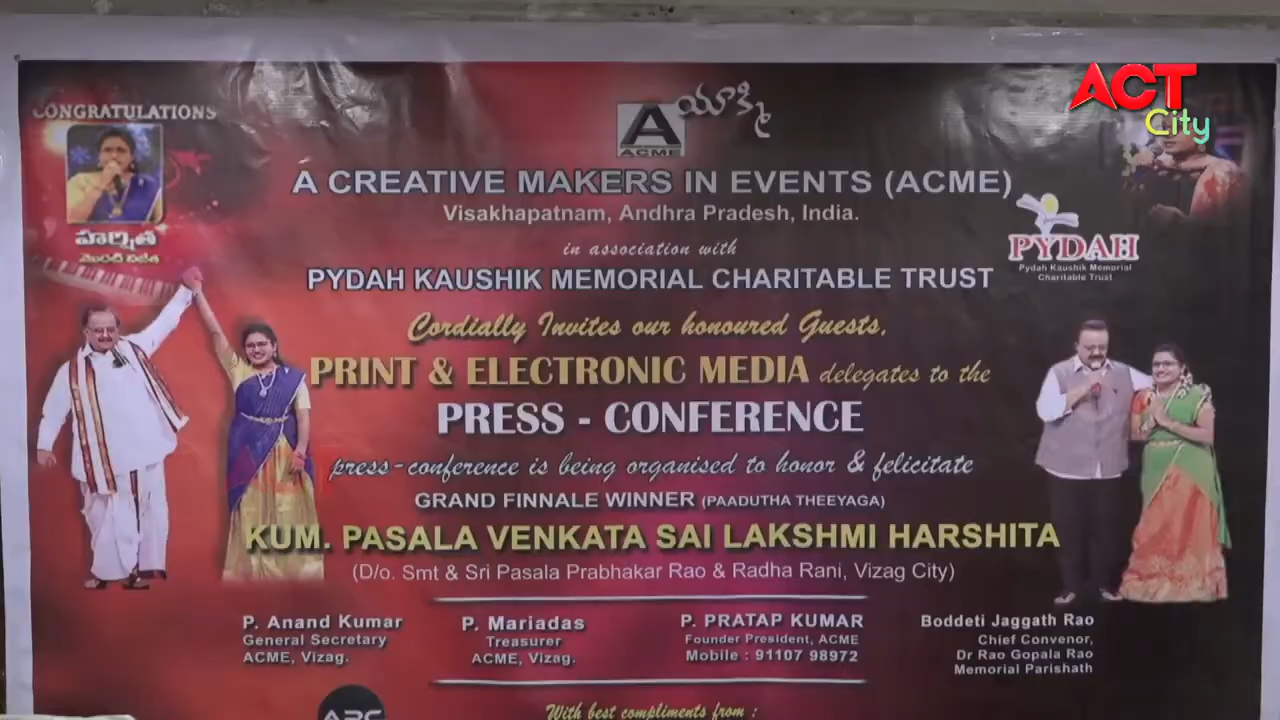 ACT
City
CONGRATULATIONS
హర్షిత
మొదటి విజేత
A
ACME
యాక్మి
A CREATIVE MAKERS IN EVENTS (ACME)
Visakhapatnam, Andhra Pradesh, India.
in association with
PYDAH KAUSHIK MEMORIAL CHARITABLE TRUST
PYDAH
Pydah Kaushik Memorial
Charitable Trust
Cordially Invites our honoured Guests,
PRINT & ELECTRONIC MEDIA delegates to the
PRESS - CONFERENCE
press-conference is being organised to honor & felicitate
GRAND FINNALE WINNER (PAADUTHA THEEYAGA)
KUM. PASALA VENKATA SAI LAKSHMI HARSHITA
(D/o. Smt & Sri Pasala Prabhakar Rao & Radha Rani, Vizag City)
P. Anand Kumar
General Secretary
ACME, Vizag.
P. Mariadas
Treasurer
ACME, Vizag.
P. PRATAP KUMAR
Founder President, ACME
Mobile : 91107 98972
Boddeti Jaggath Rao
Chief Convenor,
Dr Rao Gopala Rao
Memorial Parishath
With best compliments from :